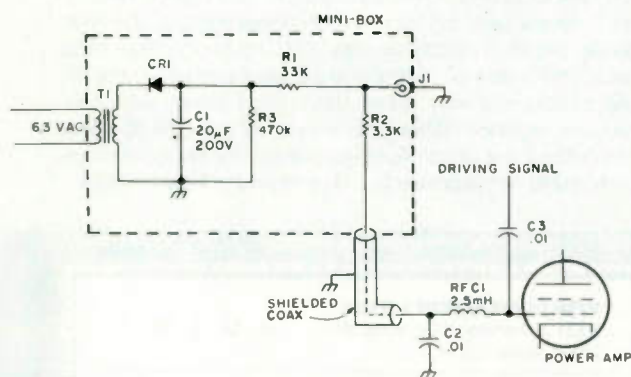 MINI-BOX
CR1
R1
33K
J1
T1
6.3 VAC
C1
20µF
200V
R3
470k
R2
3.3K
DRIVING SIGNAL
C3
.01
RFC1
2.5mH
SHIELDED
COAX
C2
.01
POWER AMP